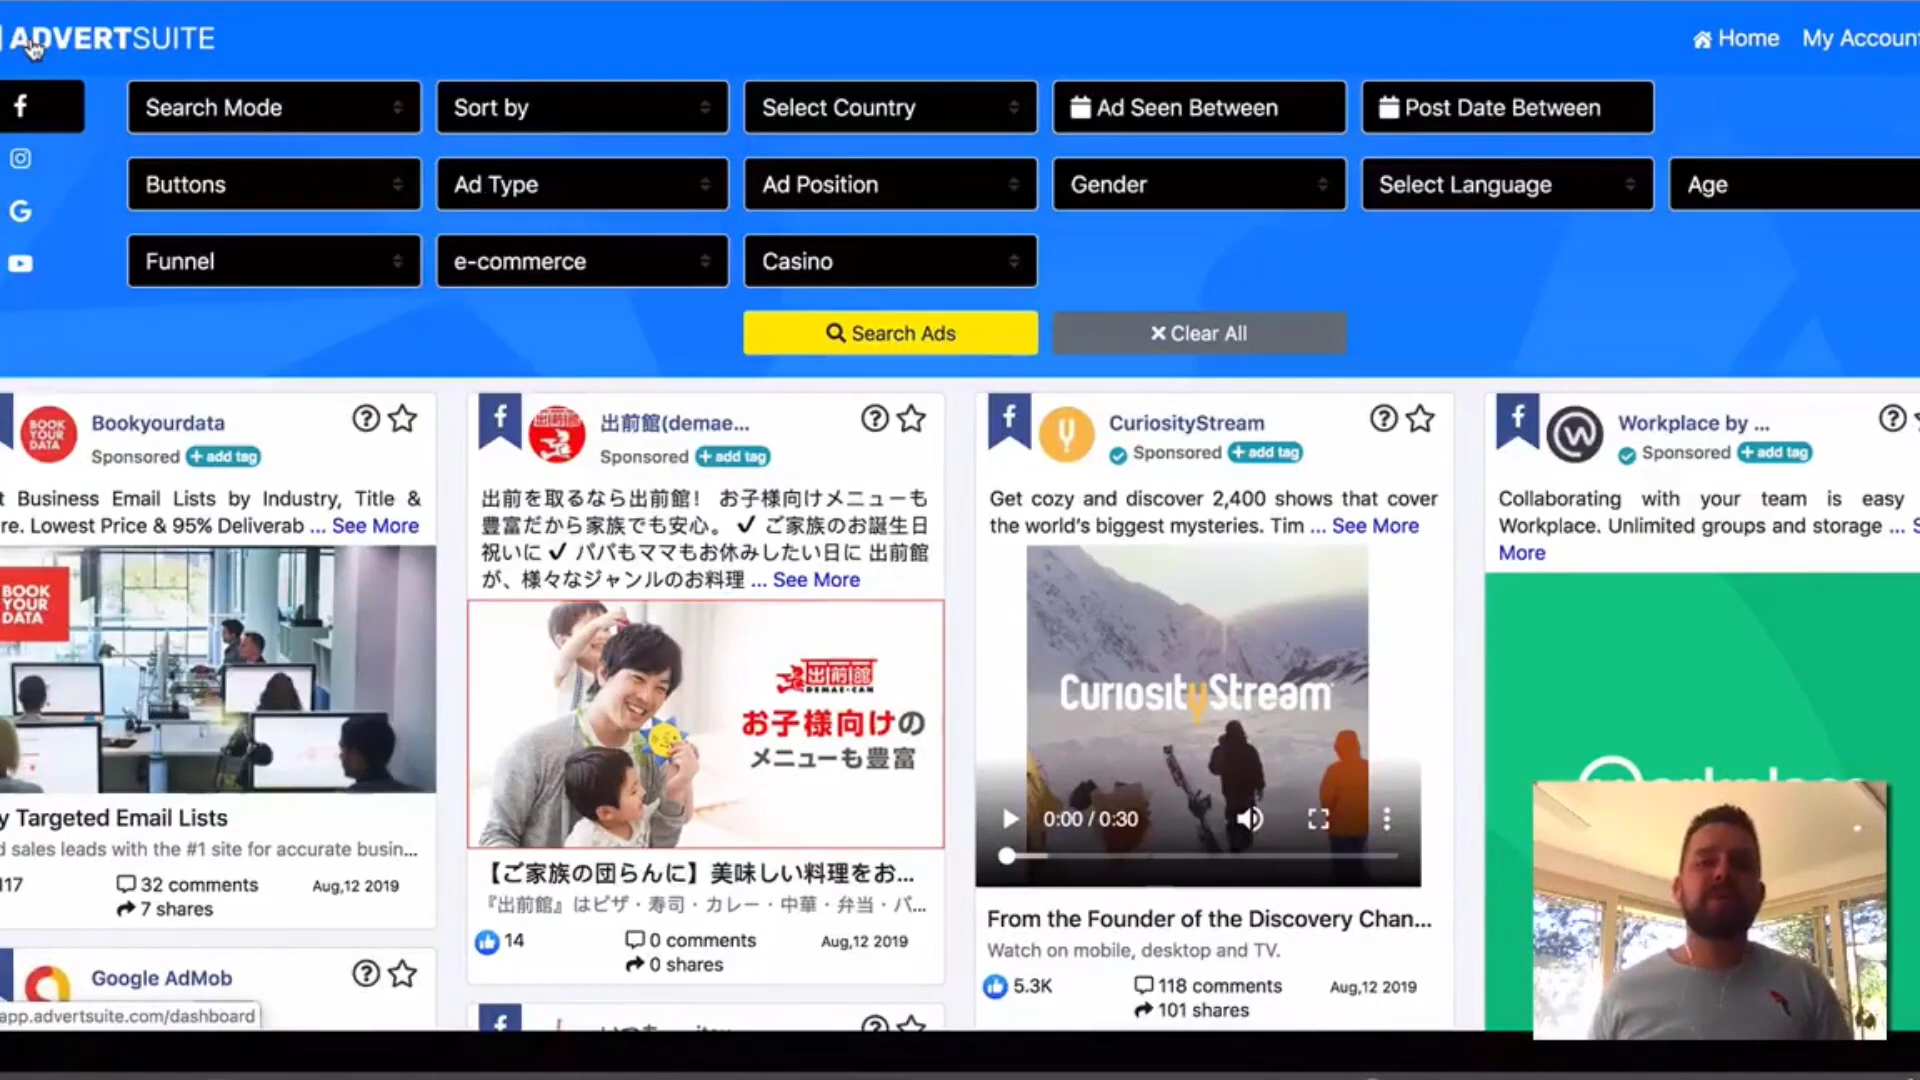 ADVERTSUITE
Home My Accoun
Search Mode Sort by Select Country Ad Seen Between Post Date Between
Buttons Ad Type Ad Position Gender Select Language Age
Funnel e-commerce Casino
Search Ads Clear All
Bookyourdata
Sponsored + add tag
t Business Email Lists by Industry, Title &
re. Lowest Price & 95% Deliverab ... See More
BOOK
YOUR
DATA
BOOK
YOUR
DATA
y Targeted Email Lists
d sales leads with the #1 site for accurate busin...
117 32 comments Aug,12 2019
7 shares
Google AdMob
app.advertsuite.com/dashboard
出前館(demae...
Sponsored + add tag
出前を取るなら出前館! お子様向けメニューも
豊富だから家族でも安心。 ✓ ご家族のお誕生日
祝いに ✓ パパもママもお休みしたい日に 出前館
が、様々なジャンルのお料理 ... See More
出前館
DEMAE-CAN
お子様向けの
メニューも豊富
【ご家族の団らんに】美味しい料理をお...
『出前館』はピザ・寿司・カレー・中華・弁当・パ...
14 0 comments Aug,12 2019
0 shares
CuriosityStream
Sponsored + add tag
Get cozy and discover 2,400 shows that cover
the world's biggest mysteries. Tim ... See More
CuriosityStream
0:00 / 0:30
From the Founder of the Discovery Chan...
Watch on mobile, desktop and TV.
5.3K 118 comments Aug,12 2019
101 shares
Workplace by ...
Sponsored + add tag
Collaborating with your team is easy
Workplace. Unlimited groups and storage ... S
More